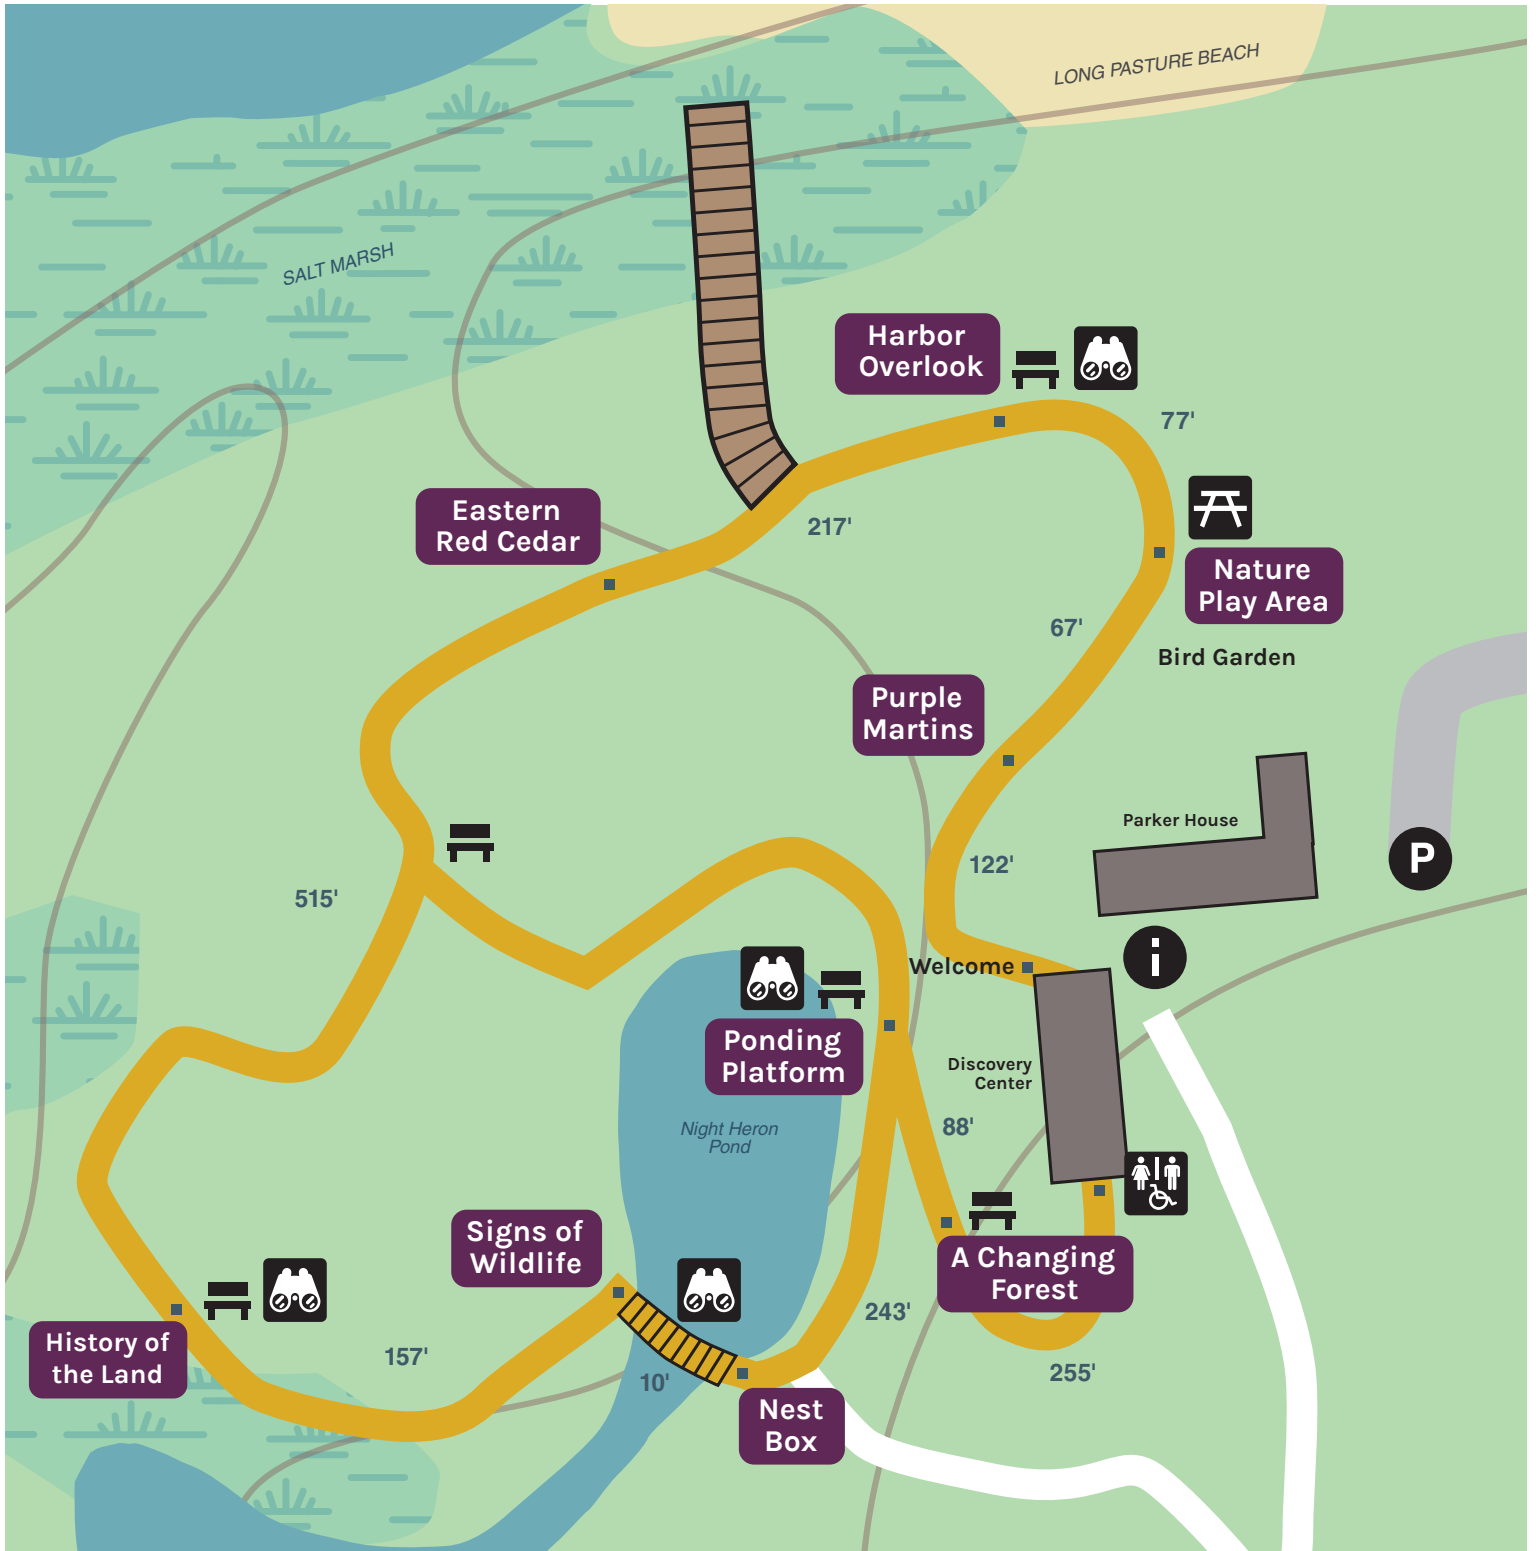 LONG PASTURE BEACH
SALT MARSH
Harbor
Overlook
77'
Eastern
Red Cedar
217'
Nature
Play Area
67'
Bird Garden
Purple
Martins
Parker House
122'
P
515'
Welcome
i
Ponding
Platform
Discovery
Center
88'
Night Heron
Pond
Signs of
Wildlife
A Changing
Forest
243'
History of
the Land
157'
10'
255'
Nest
Box